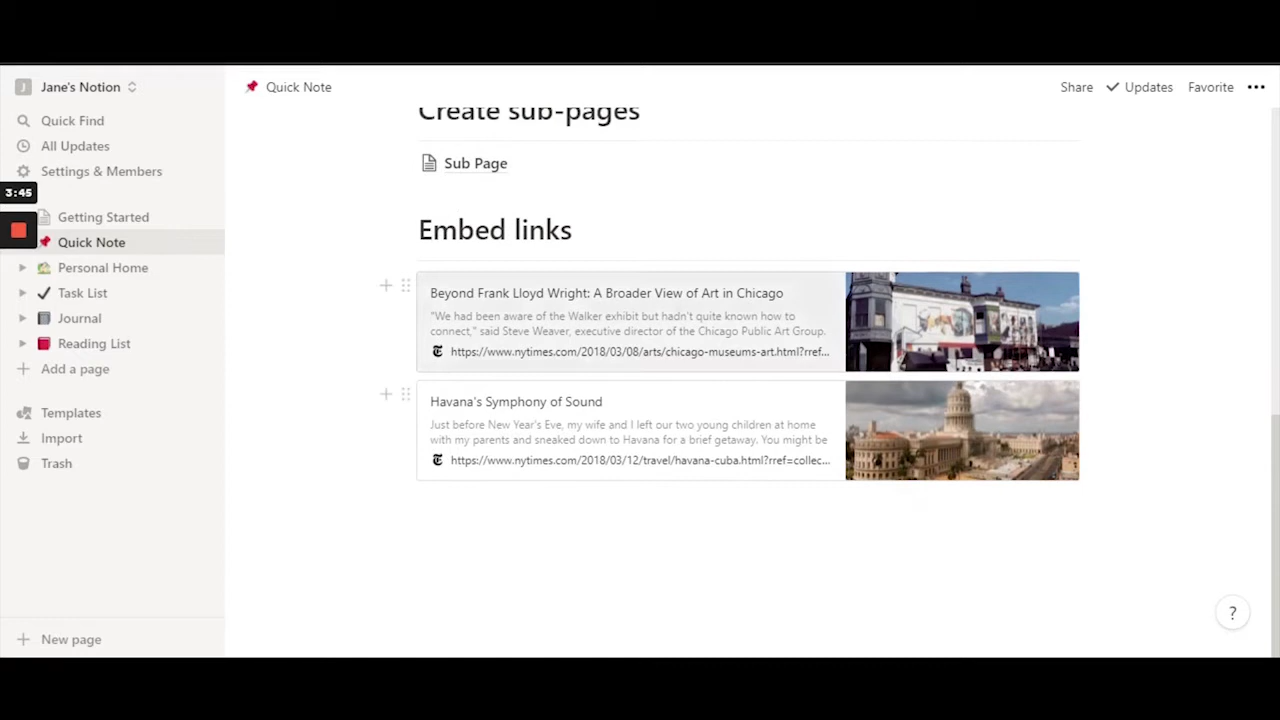 Jane's Notion
Quick Find
All Updates
Settings & Members
3:45
Getting Started
Quick Note
Personal Home
Task List
Journal
Reading List
Add a page
Templates
Import
Trash
New page
Quick Note
Share
Updates
Favorite
Create sub-pages
Sub Page
Embed links
Beyond Frank Lloyd Wright: A Broader View of Art in Chicago
"We had been aware of the Walker exhibit but hadn't quite known how to
connect," said Steve Weaver, executive director of the Chicago Public Art Group.
https://www.nytimes.com/2018/03/08/arts/chicago-museums-art.html?rref...
Havana's Symphony of Sound
Just before New Year's Eve, my wife and I left our two young children at home
with my parents and sneaked down to Havana for a brief getaway. You might be
https://www.nytimes.com/2018/03/12/travel/havana-cuba.html?rref=collec...
?